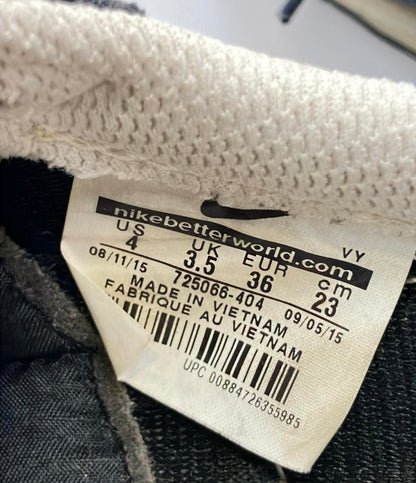 nikebetterworld.com VY
US UK EUR cm
4 3.5 36 23
08/11/15 725066-404 09/05/15
MADE IN VIETNAM
FABRIQUE AU VIETNAM
UPC 00884726355985